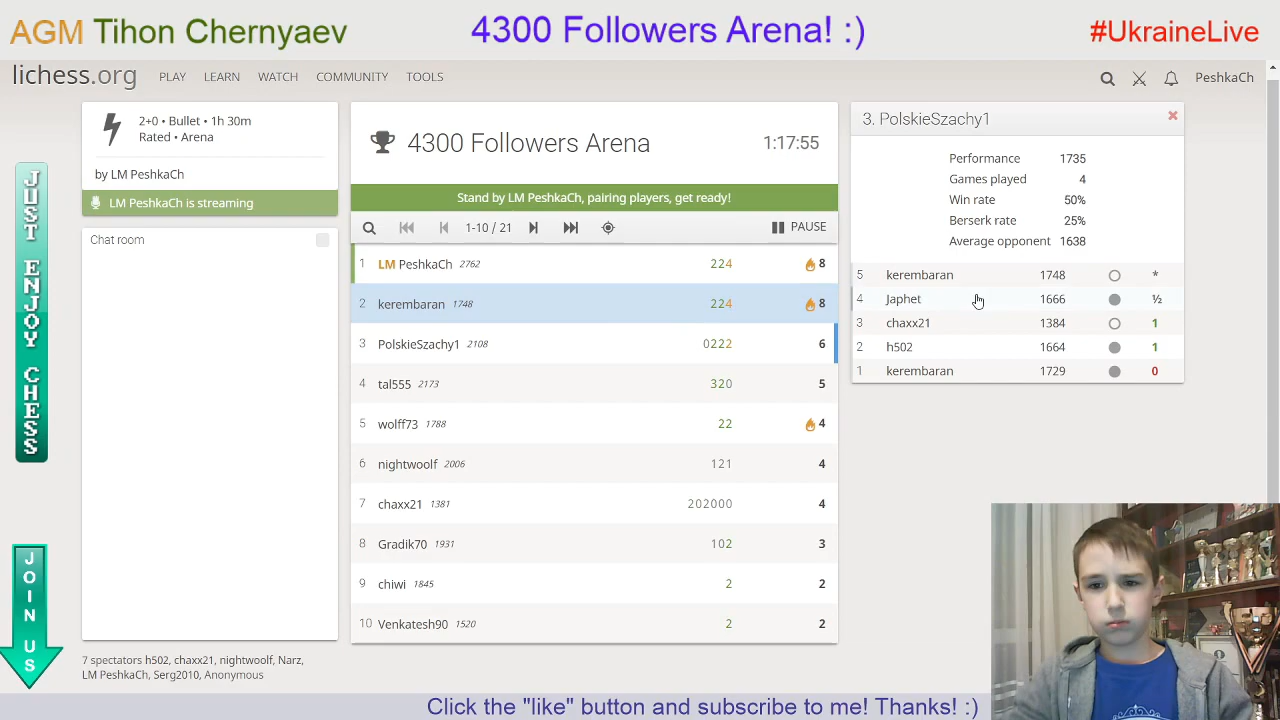 AGM Tihon Chernyaev
4300 Followers Arena! :)
#UkraineLive
lichess.org
PLAY LEARN WATCH COMMUNITY TOOLS
PeshkaCh
2+0 • Bullet • 1h 30m
Rated • Arena
by LM PeshkaCh
LM PeshkaCh is streaming
Chat room
7 spectators h502, chaxx21, nightwoolf, Narz,
LM PeshkaCh, Serg2010, Anonymous
JUST ENJOY CHESS
JOIN US
4300 Followers Arena 1:17:55
Stand by LM PeshkaCh, pairing players, get ready!
1-10 / 21 PAUSE
1 LM PeshkaCh 2762 224 8
2 kerembaran 1748 224 8
3 PolskieSzachy1 2108 0222 6
4 tal555 2173 320 5
5 wolff73 1788 22 4
6 nightwoolf 2006 121 4
7 chaxx21 1381 202000 4
8 Gradik70 1931 102 3
9 chiwi 1845 2 2
10 Venkatesh90 1520 2 2
3. PolskieSzachy1
Performance 1735
Games played 4
Win rate 50%
Berserk rate 25%
Average opponent 1638
5 kerembaran 1748 *
4 Japhet 1666 ½
3 chaxx21 1384 1
2 h502 1664 1
1 kerembaran 1729 0
Click the "like" button and subscribe to me! Thanks! :)